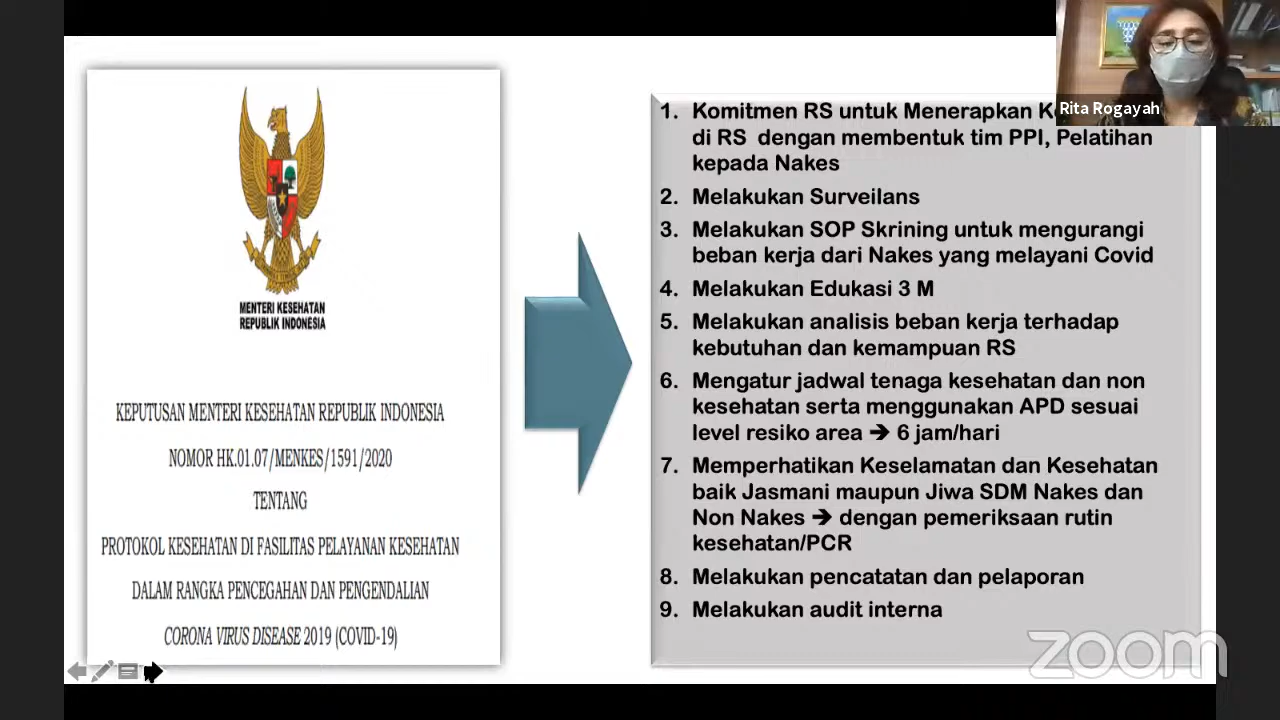 Rita Rogayah
MENTERI KESEHATAN
REPUBLIK INDONESIA
KEPUTUSAN MENTERI KESEHATAN REPUBLIK INDONESIA
NOMOR HK.01.07/MENKES/1591/2020
TENTANG
PROTOKOL KESEHATAN DI FASILITAS PELAYANAN KESEHATAN
DALAM RANGKA PENCEGAHAN DAN PENGENDALIAN
CORONA VIRUS DISEASE 2019 (COVID-19)
1. Komitmen RS untuk Menerapkan
di RS dengan membentuk tim PPI, Pelatihan
kepada Nakes
2. Melakukan Surveilans
3. Melakukan SOP Skrining untuk mengurangi
beban kerja dari Nakes yang melayani Covid
4. Melakukan Edukasi 3 M
5. Melakukan analisis beban kerja terhadap
kebutuhan dan kemampuan RS
6. Mengatur jadwal tenaga kesehatan dan non
kesehatan serta menggunakan APD sesuai
level resiko area ➔ 6 jam/hari
7. Memperhatikan Keselamatan dan Kesehatan
baik Jasmani maupun Jiwa SDM Nakes dan
Non Nakes ➔ dengan pemeriksaan rutin
kesehatan/PCR
8. Melakukan pencatatan dan pelaporan
9. Melakukan audit interna
zoom